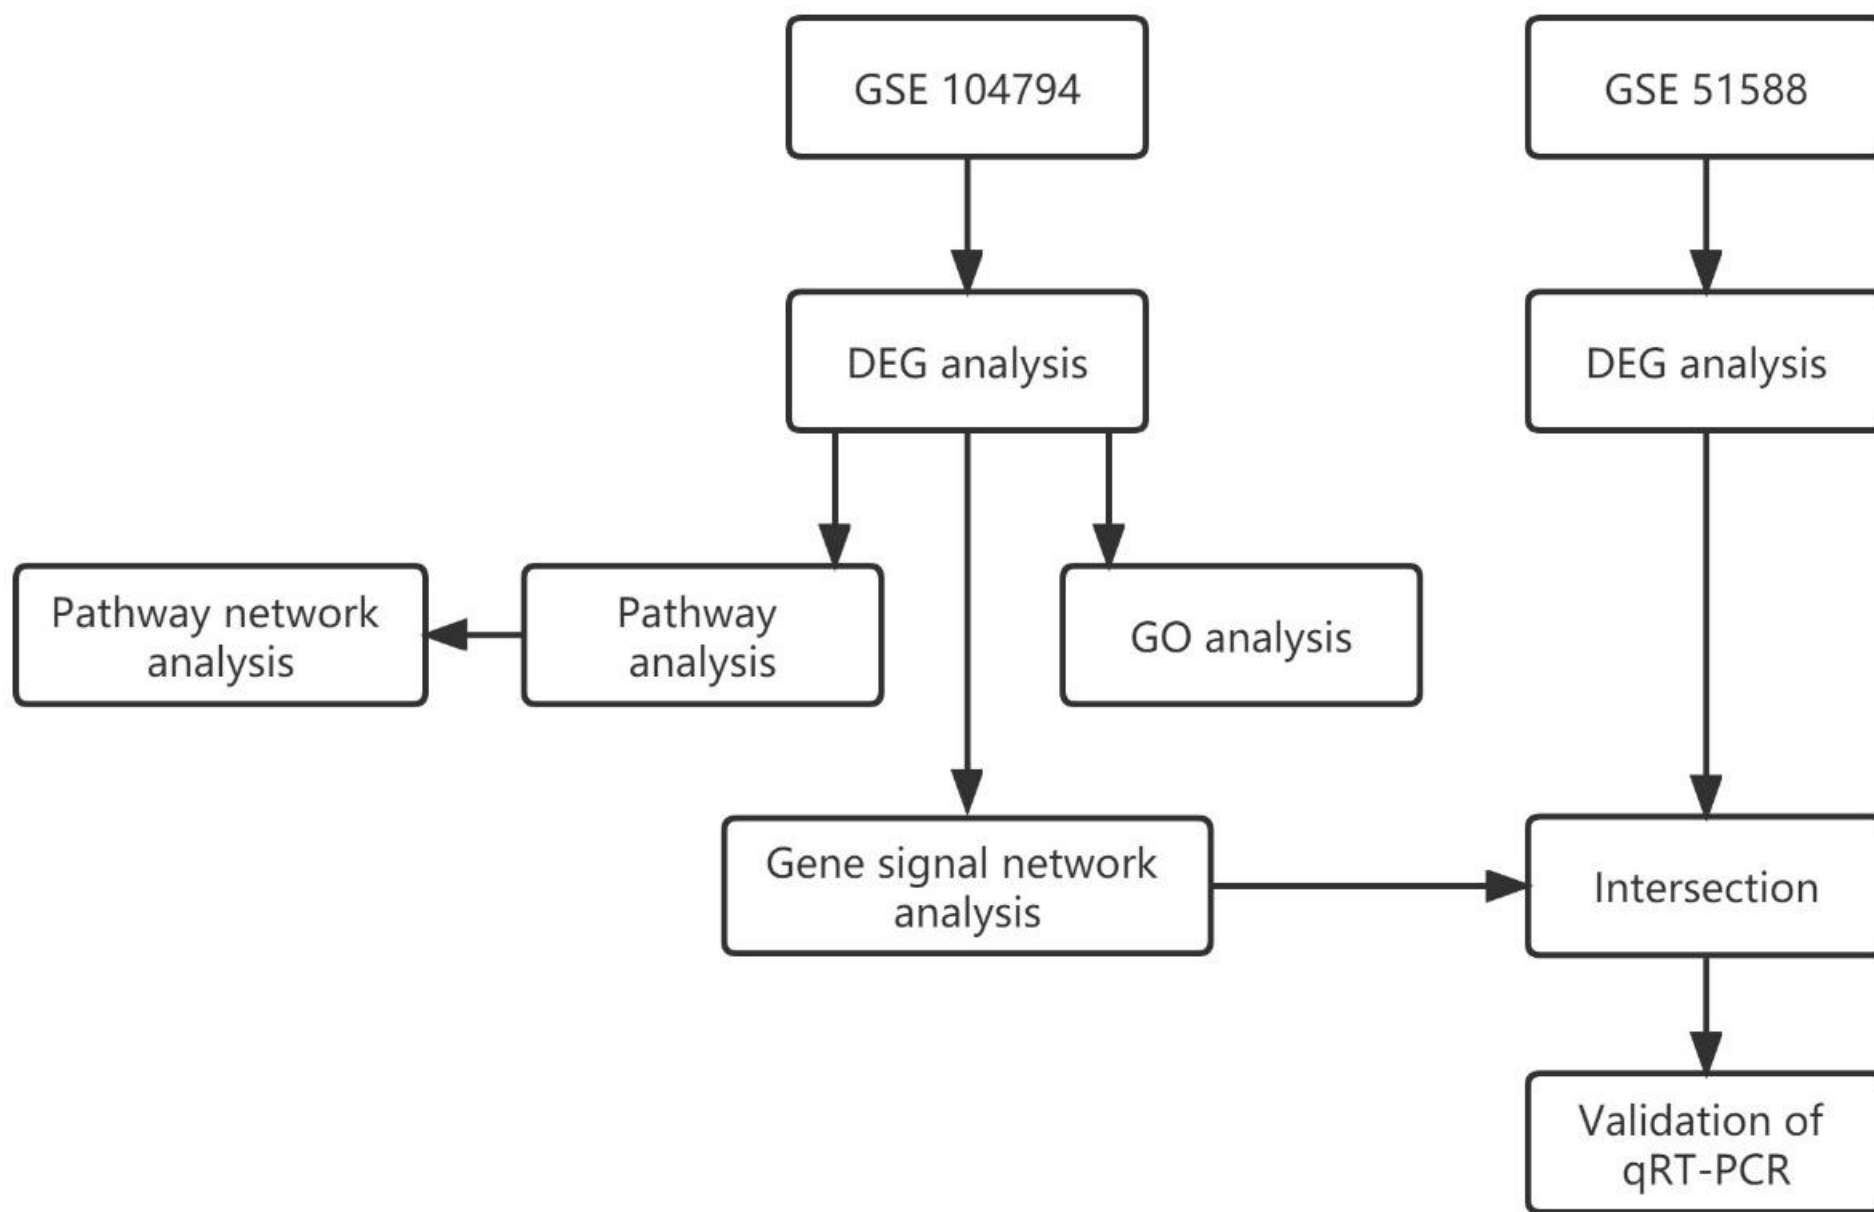 GSE 104794
GSE 51588
DEG analysis
DEG analysis
Pathway network
analysis
Pathway
analysis
GO analysis
Gene signal network
analysis
Intersection
Validation of
qRT-PCR